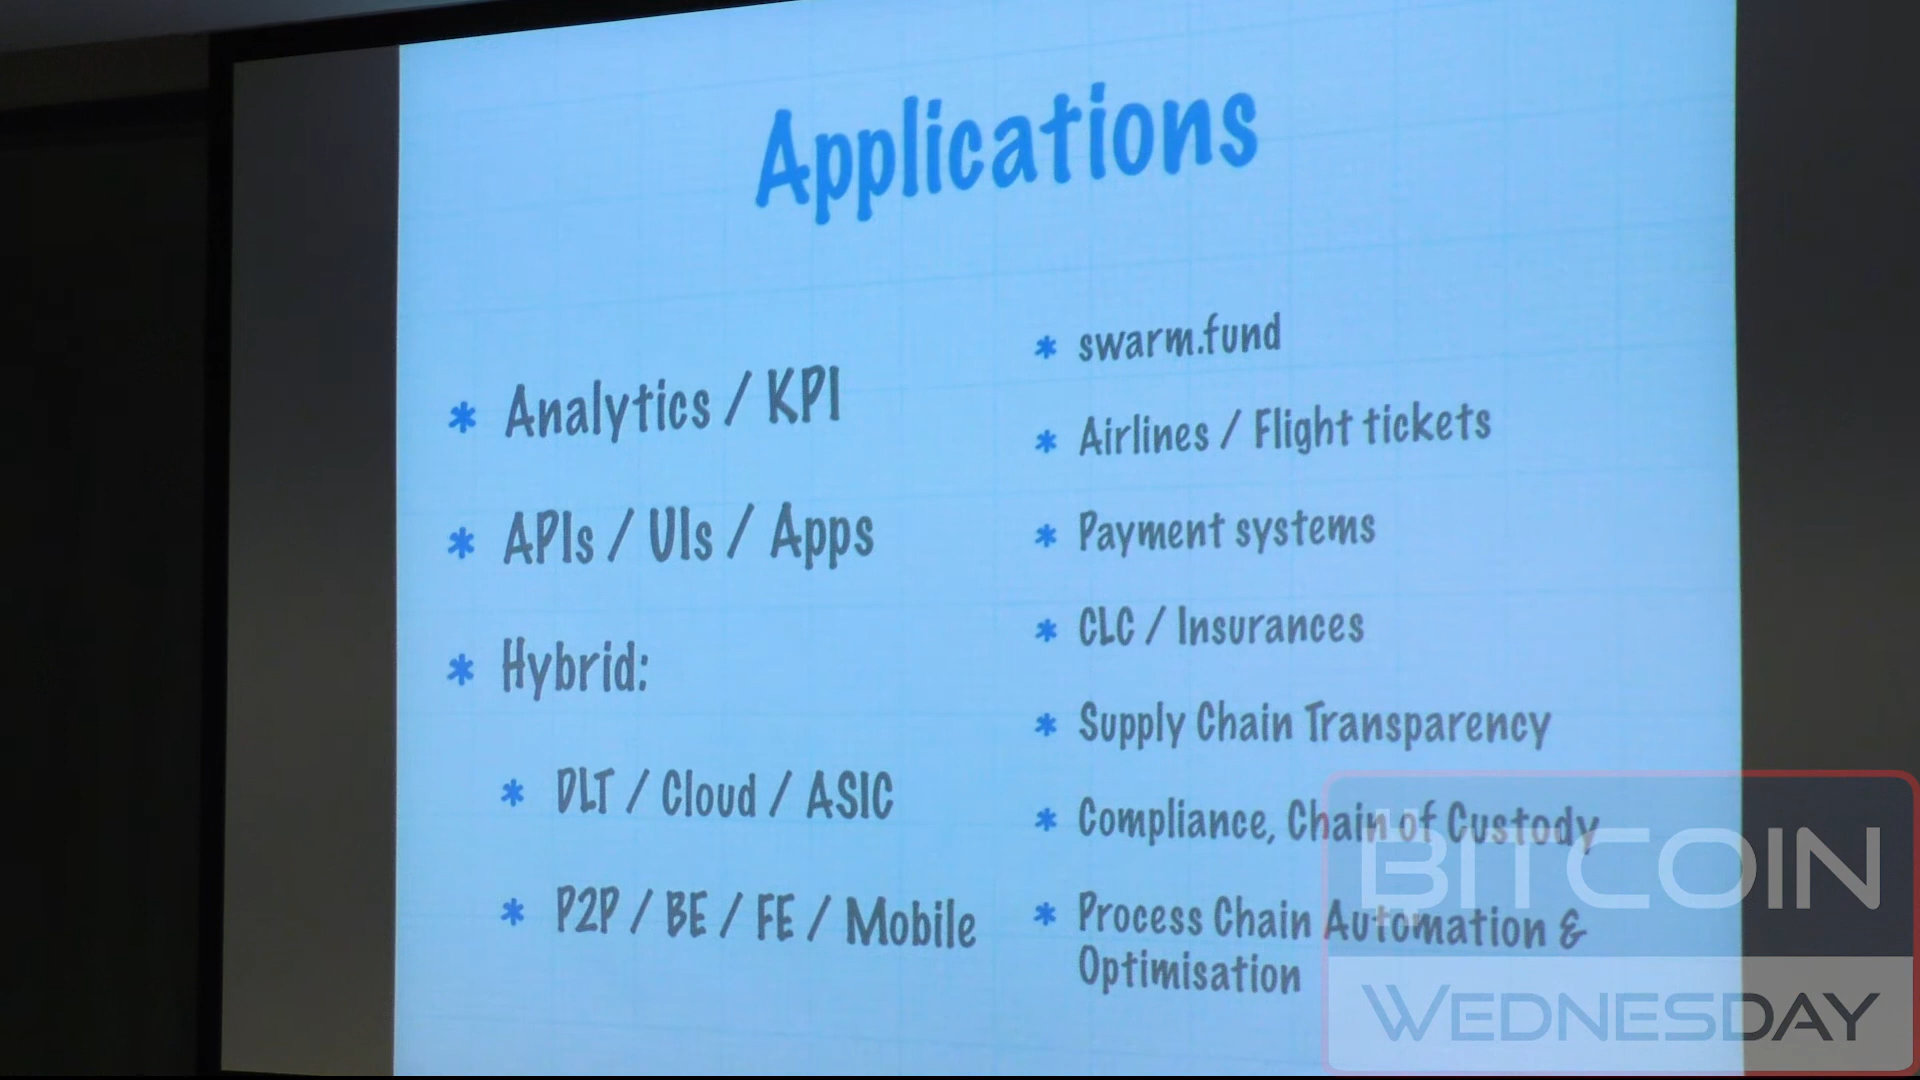 Applications
* Analytics / KPI
* APIs / UIs / Apps
* Hybrid:
* DLT / Cloud / ASIC
* P2P / BE / FE / Mobile
* swarm.fund
* Airlines / Flight tickets
* Payment systems
* CLC / Insurances
* Supply Chain Transparency
* Compliance, Chain of Custody
* Process Chain Automation &
Optimisation
BITCOIN
WEDNESDAY